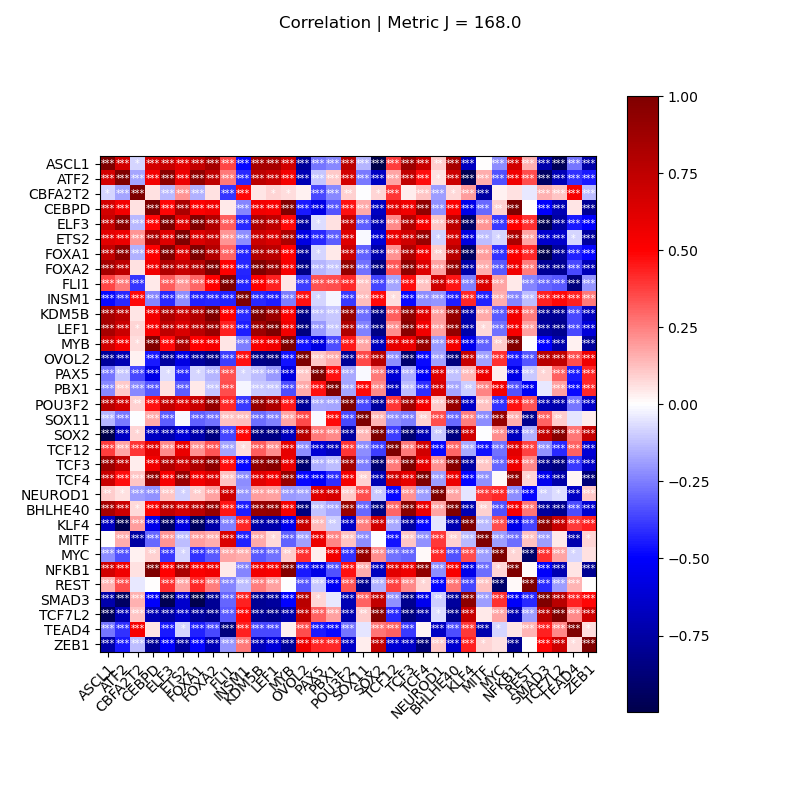 Correlation | Metric J = 168.0
ASCL1
ATF2
CBFA2T2
CEBPD
ELF3
ETS2
FOXA1
FOXA2
FLI1
INSM1
KDM5B
LEF1
MYB
OVOL2
PAX5
PBX1
POU3F2
SOX11
SOX2
TCF12
TCF3
TCF4
NEUROD1
BHLHE40
KLF4
MITF
MYC
NFKB1
REST
SMAD3
TCF7L2
TEAD4
ZEB1
ASCL1
ATF2
CBFA2T2
CEBPD
ELF3
ETS2
FOXA1
FOXA2
FLI1
INSM1
KDM5B
LEF1
MYB
OVOL2
PAX5
PBX1
POU3F2
SOX11
SOX2
TCF12
TCF3
TCF4
NEUROD1
BHLHE40
KLF4
MITF
MYC
NFKB1
REST
SMAD3
TCF7L2
TEAD4
ZEB1
1.00
0.75
0.50
0.25
0.00
−0.25
−0.50
−0.75